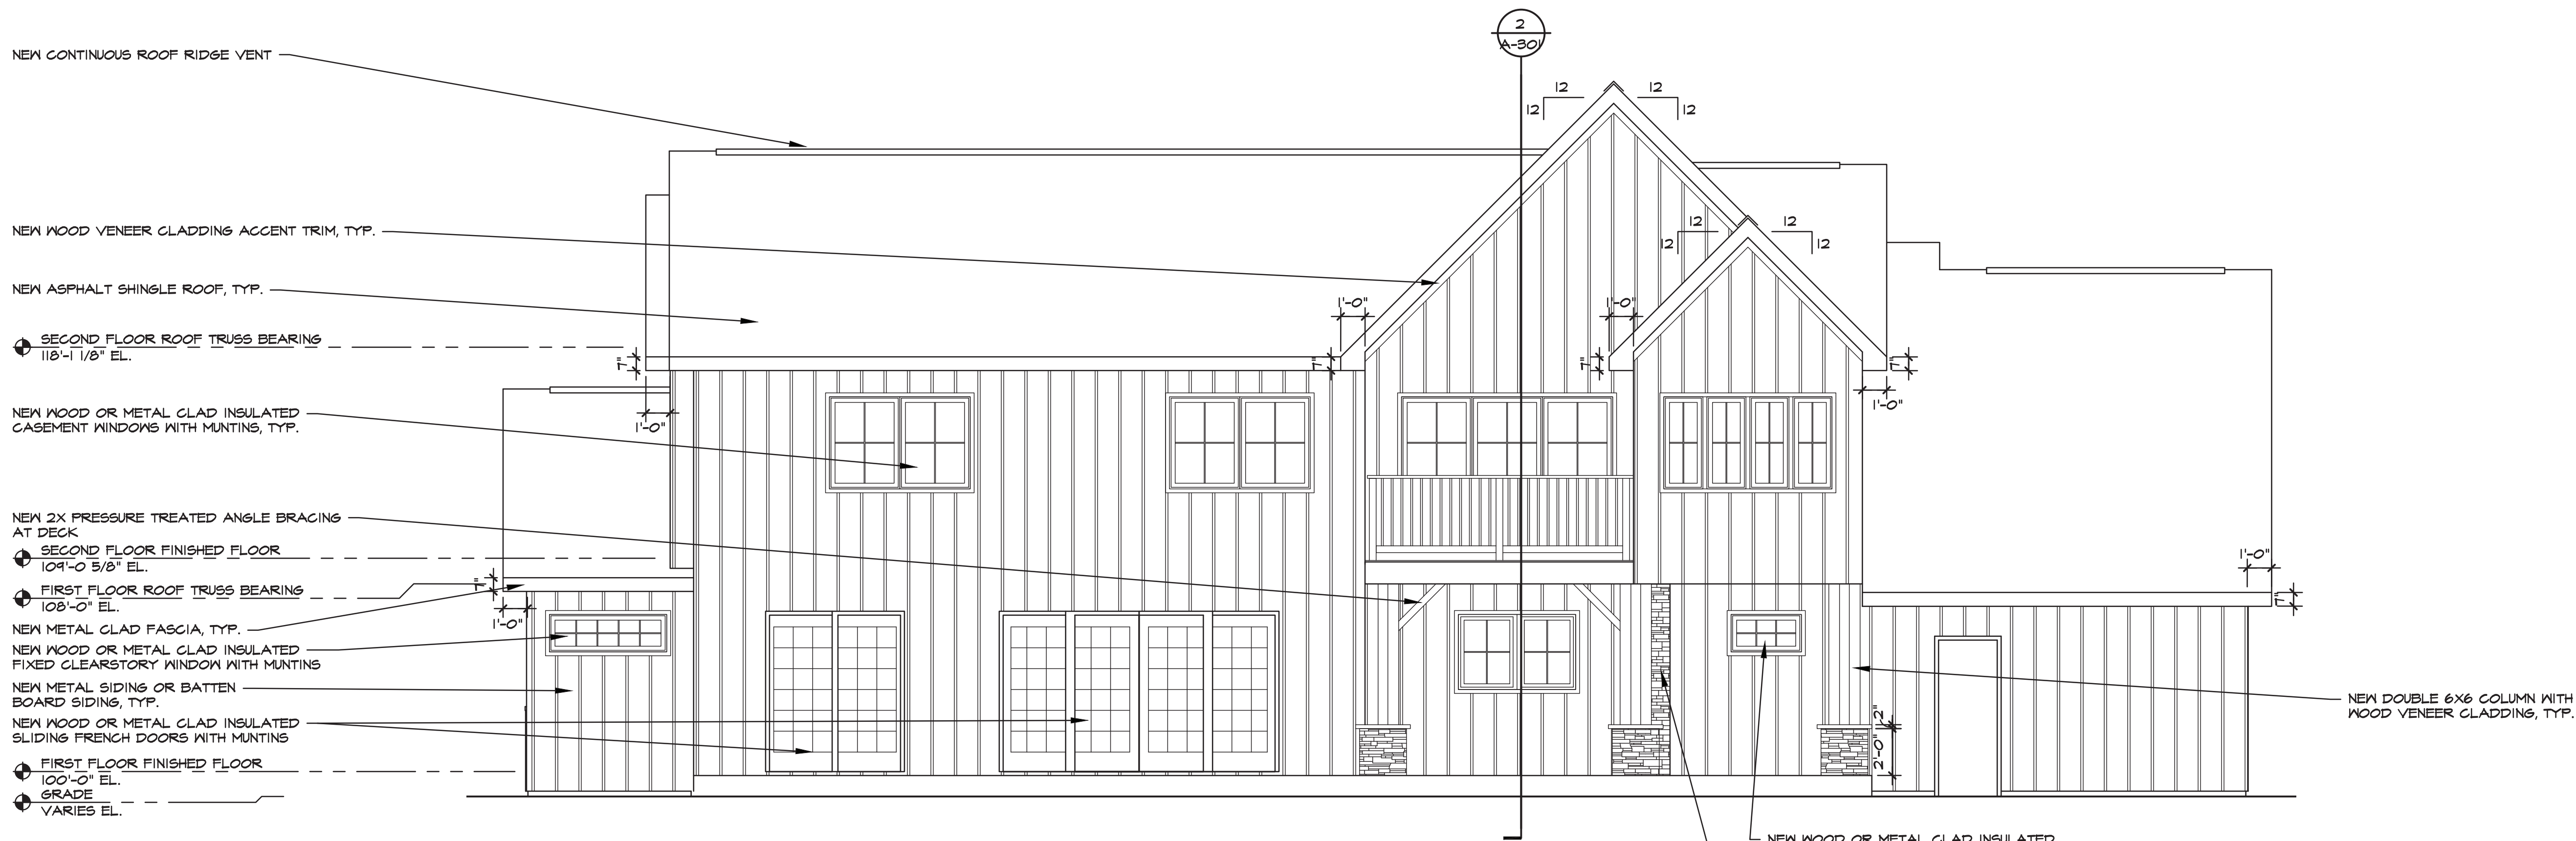 2
A-301
NEW CONTINUOUS ROOF RIDGE VENT
12
12
12
12
NEW WOOD VENEER CLADDING ACCENT TRIM, TYP.
12
12
12
12
NEW ASPHALT SHINGLE ROOF, TYP.
1'-0"
1'-0"
SECOND FLOOR ROOF TRUSS BEARING
118'-1 1/8" EL.
7"
7"
7"
7"
NEW WOOD OR METAL CLAD INSULATED
CASEMENT WINDOWS WITH MUNTINS, TYP.
1'-0"
1'-0"
NEW 2X PRESSURE TREATED ANGLE BRACING
AT DECK
SECOND FLOOR FINISHED FLOOR
109'-0 5/8" EL.
1'-0"
FIRST FLOOR ROOF TRUSS BEARING
108'-0" EL.
7"
7"
1'-0"
NEW METAL CLAD FASCIA, TYP.
NEW WOOD OR METAL CLAD INSULATED
FIXED CLEARSTORY WINDOW WITH MUNTINS
NEW METAL SIDING OR BATTEN
BOARD SIDING, TYP.
NEW DOUBLE 6X6 COLUMN WITH
WOOD VENEER CLADDING, TYP.
NEW WOOD OR METAL CLAD INSULATED
SLIDING FRENCH DOORS WITH MUNTINS
2"
2'-0"
FIRST FLOOR FINISHED FLOOR
100'-0" EL.
GRADE
VARIES EL.
NEW WOOD OR METAL CLAD INSULATED